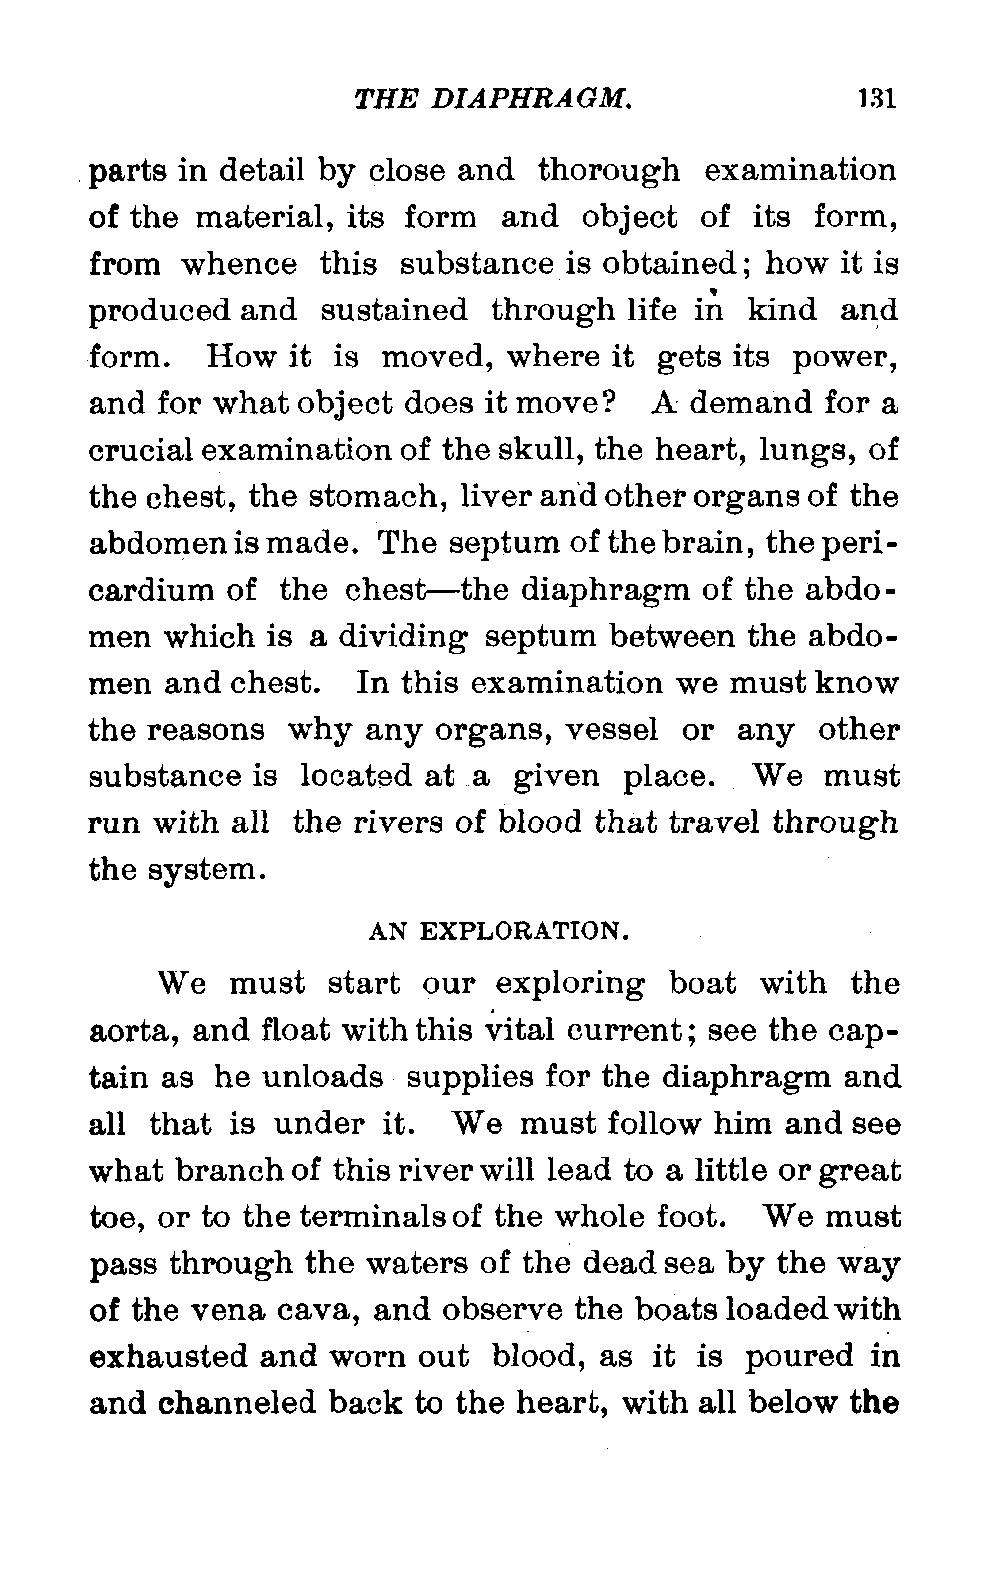 THE DIAPHRAGM. 131
parts in detail by close and thorough examination
of the material, its form and object of its form,
from whence this substance is obtained; how it is
produced and sustained through life in kind and
form. How it is moved, where it gets its power,
and for what object does it move? A demand for a
crucial examination of the skull, the heart, lungs, of
the chest, the stomach, liver and other organs of the
abdomen is made. The septum of the brain, the peri-
cardium of the chest—the diaphragm of the abdo-
men which is a dividing septum between the abdo-
men and chest. In this examination we must know
the reasons why any organs, vessel or any other
substance is located at a given place. We must
run with all the rivers of blood that travel through
the system.
AN EXPLORATION.
We must start our exploring boat with the
aorta, and float with this vital current; see the cap-
tain as he unloads supplies for the diaphragm and
all that is under it. We must follow him and see
what branch of this river will lead to a little or great
toe, or to the terminals of the whole foot. We must
pass through the waters of the dead sea by the way
of the vena cava, and observe the boats loaded with
exhausted and worn out blood, as it is poured in
and channeled back to the heart, with all below the